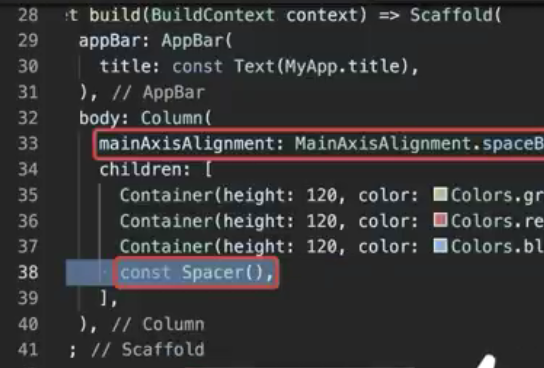 28 t build(BuildContext context) => Scaffold(
29 appBar: AppBar(
30 title: const Text(MyApp.title),
31 ), // AppBar
32 body: Column(
33 mainAxisAlignment: MainAxisAlignment.spaceB
34 children: [
35 Container(height: 120, color: Colors.gr
36 Container(height: 120, color: Colors.re
37 Container(height: 120, color: Colors.bl
38 const Spacer(),
39 ],
40 ), // Column
41 ; // Scaffold